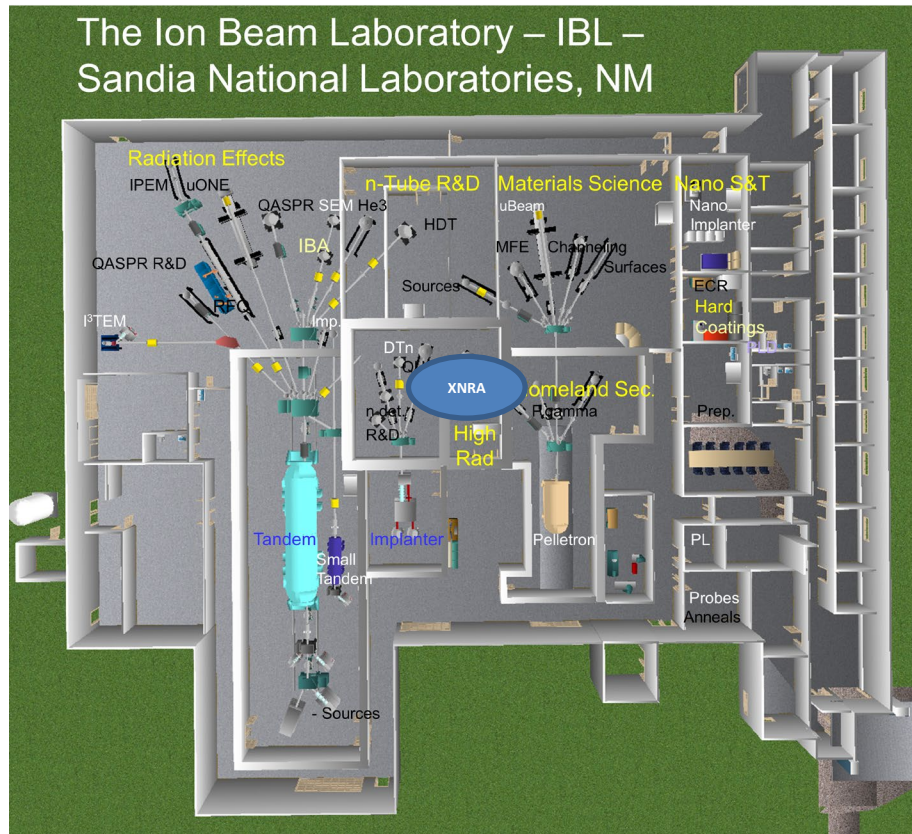 The Ion Beam Laboratory – IBL –
Sandia National Laboratories, NM
Radiation Effects
n-Tube R&D
Materials Science
Nano S&T
IPEM
uONE
QASPR SEM He3
HDT
uBeam
Nano
Implanter
IBA
MFE
Channeling
Surfaces
QASPR R&D
RFQ
Sources
ECR
Hard
Coatings
I³TEM
Imp.
DTn
XNRA
omeland Sec.
n-det.
R&D
High
Rad
PIgamma
Prep.
Tandem
Small
Tandem
Implanter
Pelletron
PL
Probes
Anneals
- Sources